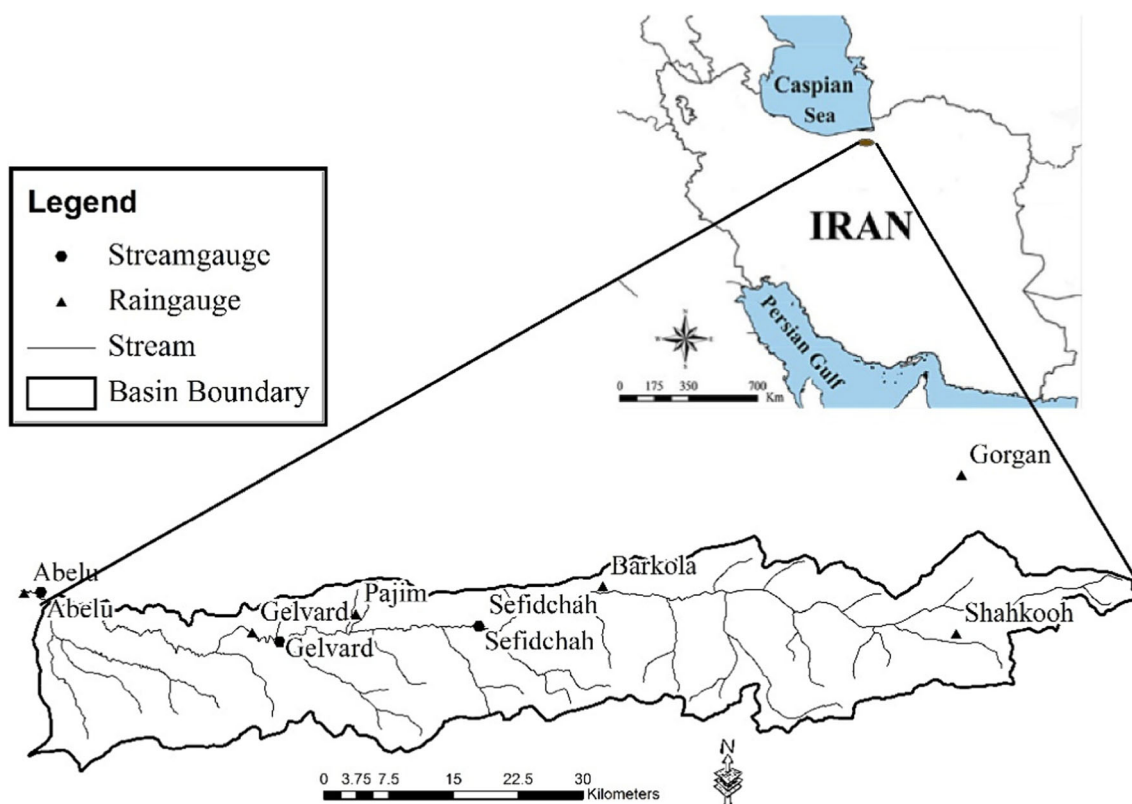 Caspian
Sea
IRAN
Persian Gulf
N
W
E
S
0 175 350 700
Km
Legend
Streamgauge
Raingauge
Stream
Basin Boundary
Gorgan
Abelu
Abelu
Gelvard
Gelvard
Pajim
Sefidchah
Sefidchah
Barkola
Shahkooh
N
0 3.75 7.5 15 22.5 30
Kilometers